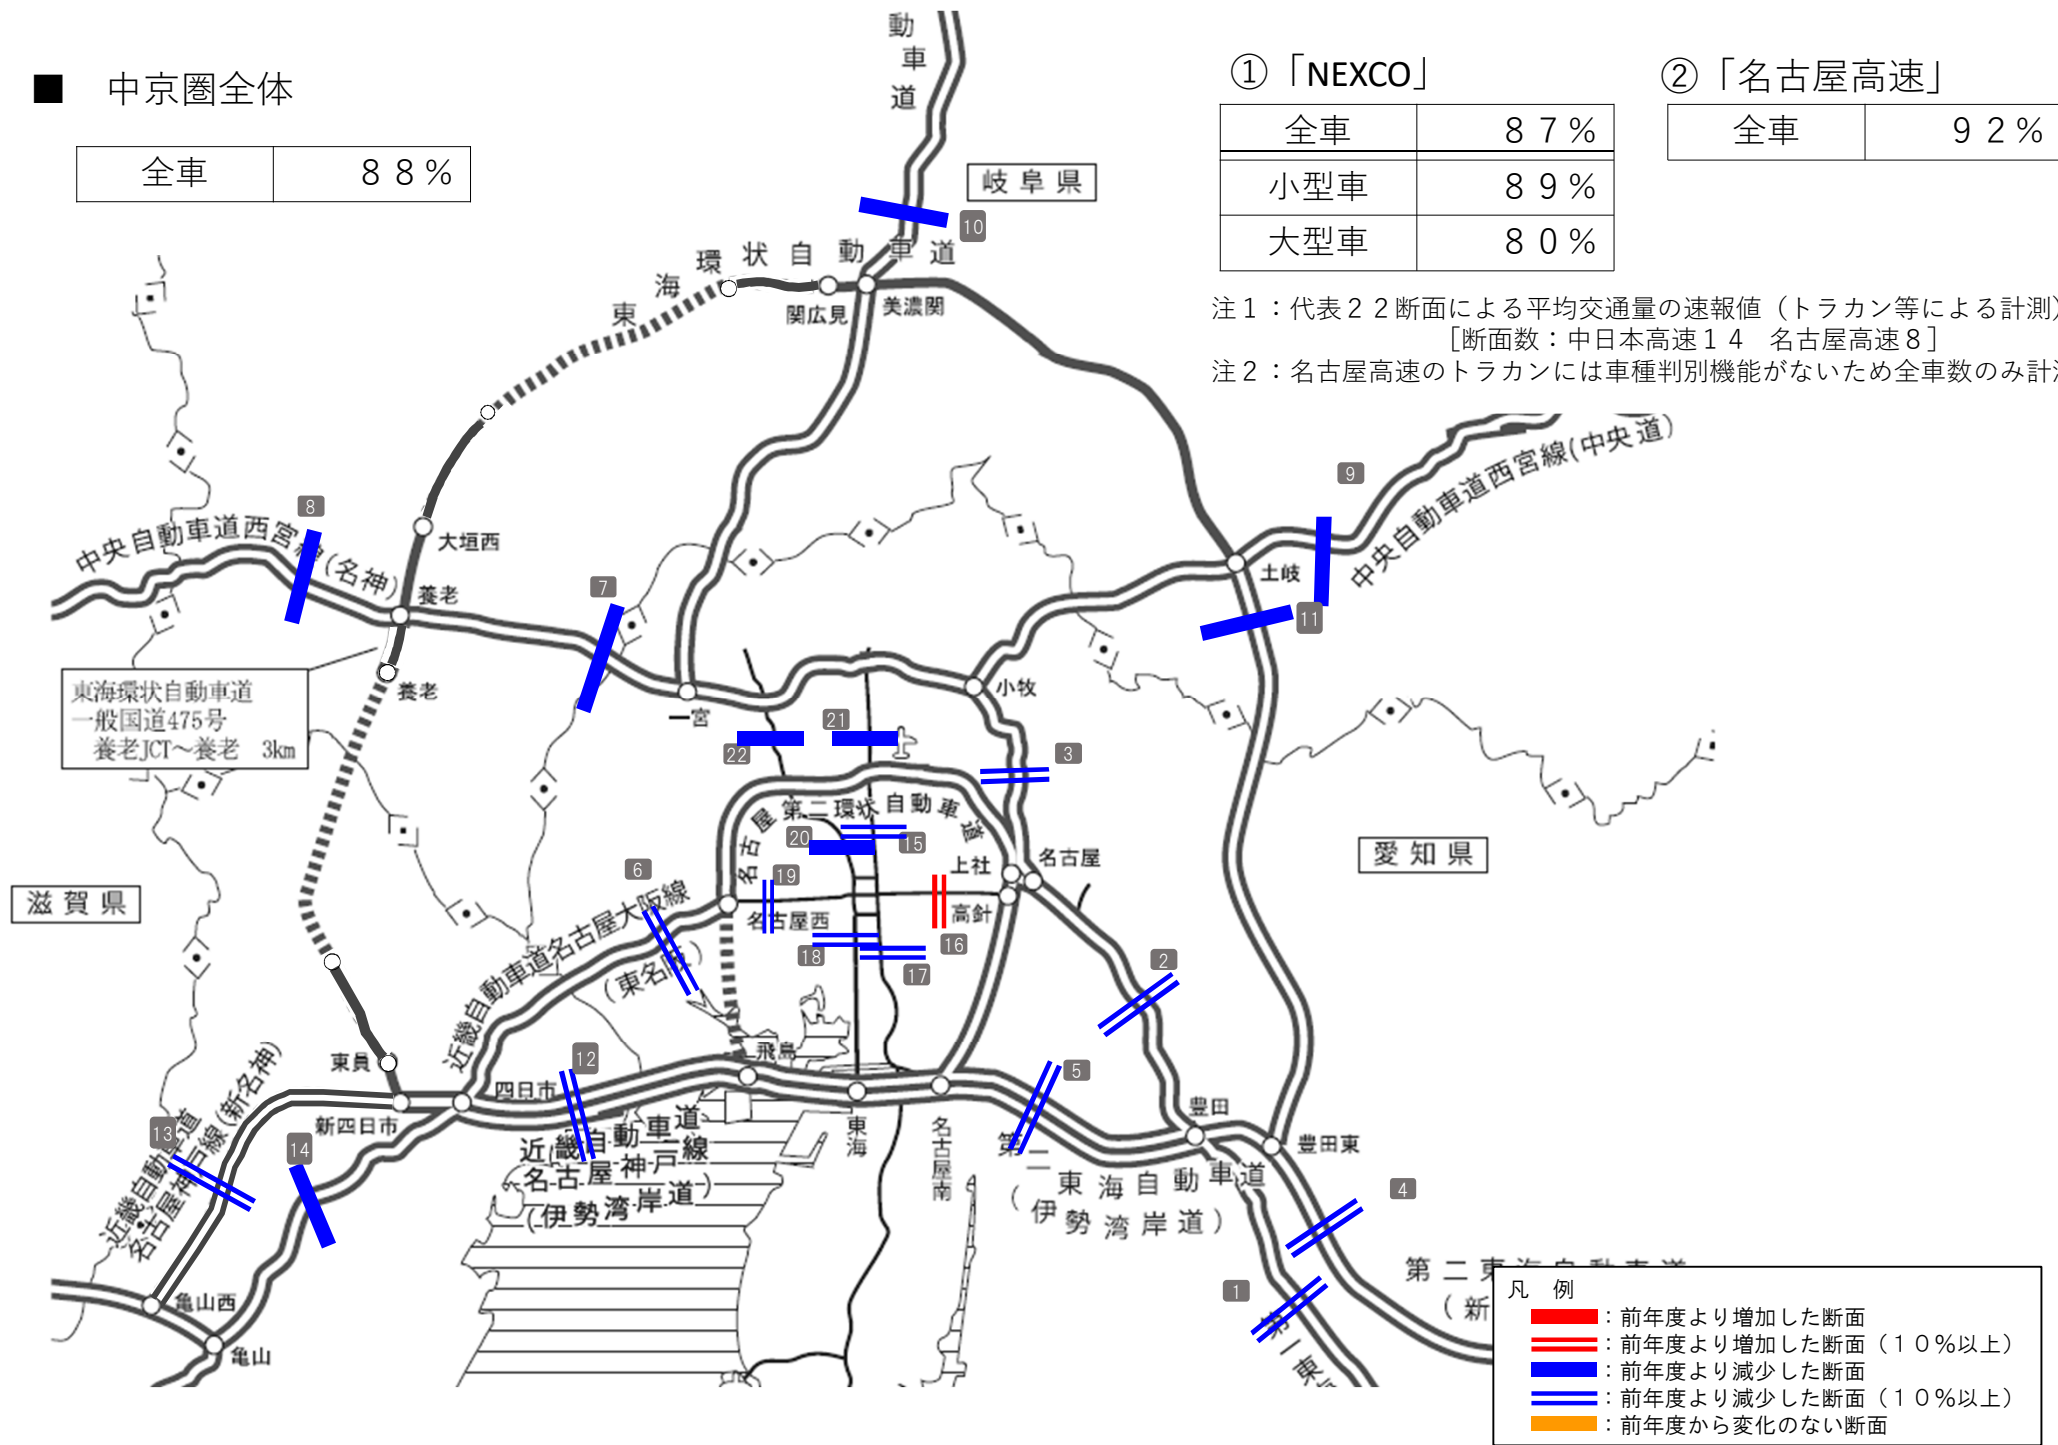 ■ 中京圏全体
全車 88%
①「NEXCO」
全車 87%
小型車 89%
大型車 80%
②「名古屋高速」
全車 92%
注1：代表22断面による平均交通量の速報値（トラカン等による計測）
［断面数：中日本高速14 名古屋高速8］
注2：名古屋高速のトラカンには車種判別機能がないため全車数のみ計
動車道
岐阜県
10
東海環状自動車道
関広見
美濃関
9
中央自動車道西宮線(中央道)
8
中央自動車道西宮線(名神)
大垣西
養老
7
土岐
11
養老
東海環状自動車道
一般国道475号
養老JCT～養老 3km
一宮
小牧
22
21
3
名古屋第二環状自動車道
20
15
上社
名古屋
愛知県
滋賀県
6
19
名古屋西
高針
16
18
17
2
近畿自動車道名古屋大阪線
(東名阪)
飛島
東員
12
四日市
5
新四日市
豊田
豊田東
東海
名古屋南
13
14
近畿自動車道
名古屋神戸線(新名神)
近畿自動車道
名古屋神戸線
(伊勢湾岸道)
第二東海自動車道
(伊勢湾岸道)
4
1
亀山西
亀山
第二東海自動車道
(新
第一東
凡 例
：前年度より増加した断面
：前年度より増加した断面（10%以上）
：前年度より減少した断面
：前年度より減少した断面（10%以上）
：前年度から変化のない断面